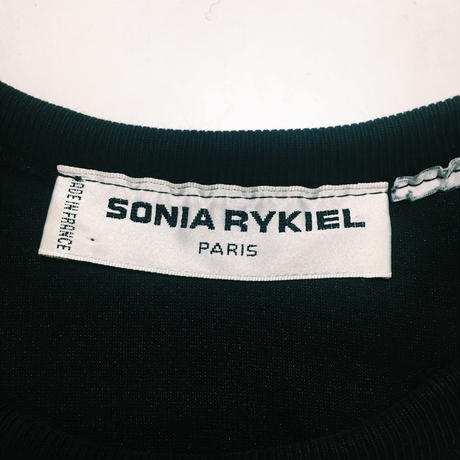 SONIA RYKIEL
PARIS
ADE IN FRANCE